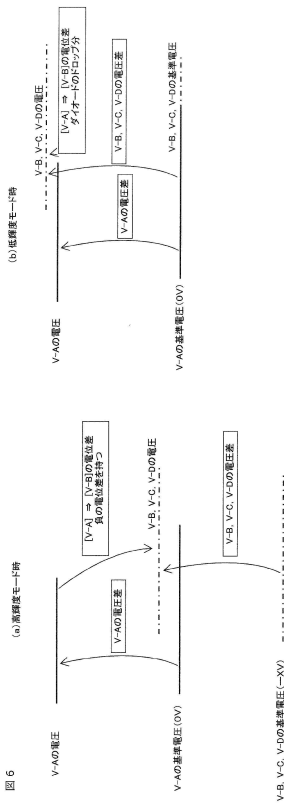 図 6
(a)高輝度モード時
V-Aの電圧
[V-A] ⇒ [V-B]の電位差
負の電位差を持つ
V-Aの電圧差
V-B, V-C, V-Dの電圧
V-Aの基準電圧(0V)
V-B, V-C, V-Dの電圧差
V-B, V-C, V-Dの基準電圧(-XV)
(b)低輝度モード時
V-B, V-C, V-Dの電圧
V-Aの電圧
[V-A] ⇒ [V-B]の電位差
ダイオードのドロップ分
V-Aの電圧差
V-B, V-C, V-Dの電圧差
V-Aの基準電圧(0V)
V-B, V-C, V-Dの基準電圧